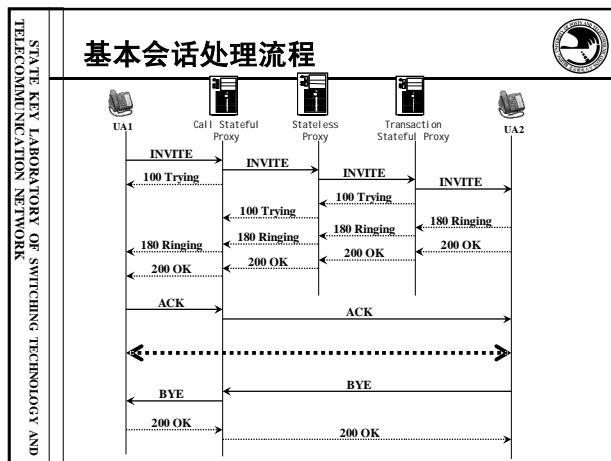 STATE KEY LABORATORY OF SWITCHING TECHNOLOGY AND
TELECOMMUNICATION NETWORK
基本会话处理流程
UA1
Call Stateful
Proxy
Stateless
Proxy
Transaction
Stateful Proxy
UA2
INVITE
INVITE
INVITE
INVITE
100 Trying
100 Trying
100 Trying
180 Ringing
180 Ringing
180 Ringing
180 Ringing
200 OK
200 OK
200 OK
200 OK
ACK
ACK
BYE
BYE
200 OK
200 OK